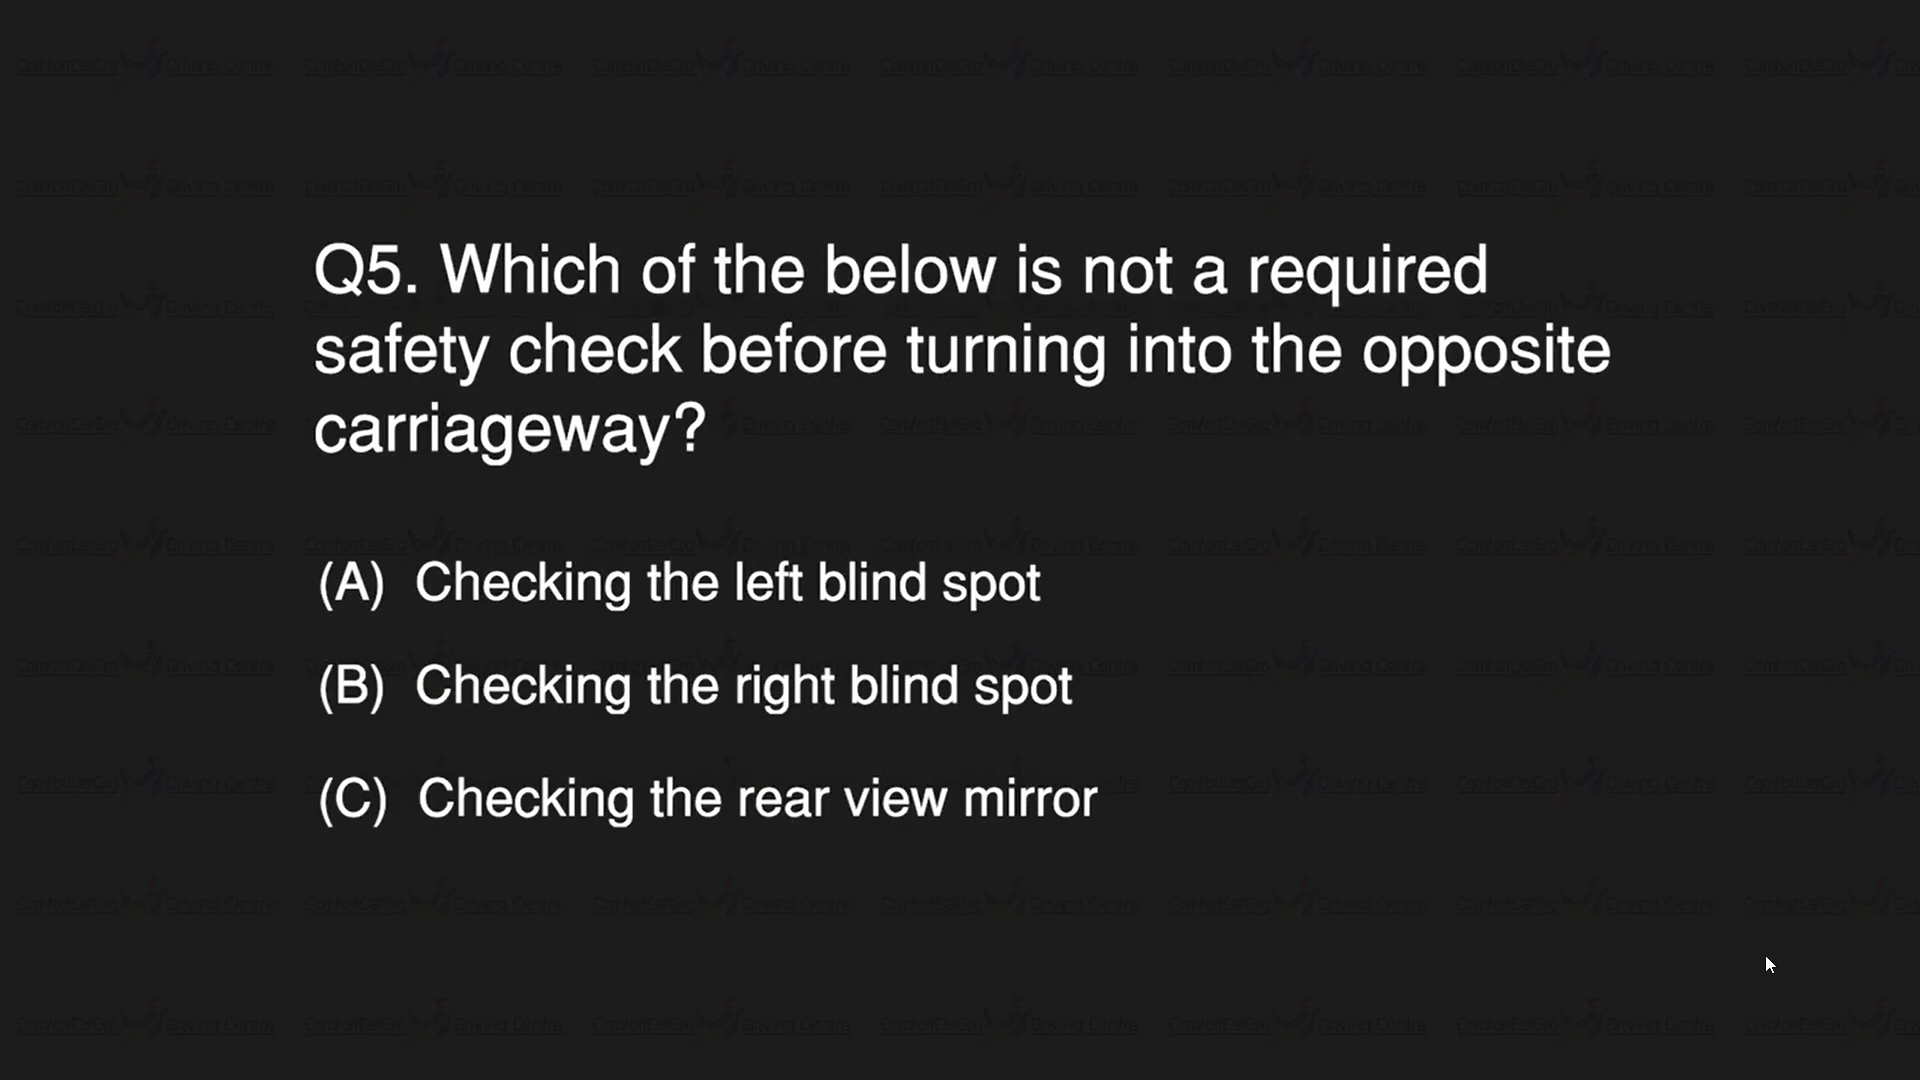 Q5. Which of the below is not a required
safety check before turning into the opposite
carriageway?
(A) Checking the left blind spot
(B) Checking the right blind spot
(C) Checking the rear view mirror